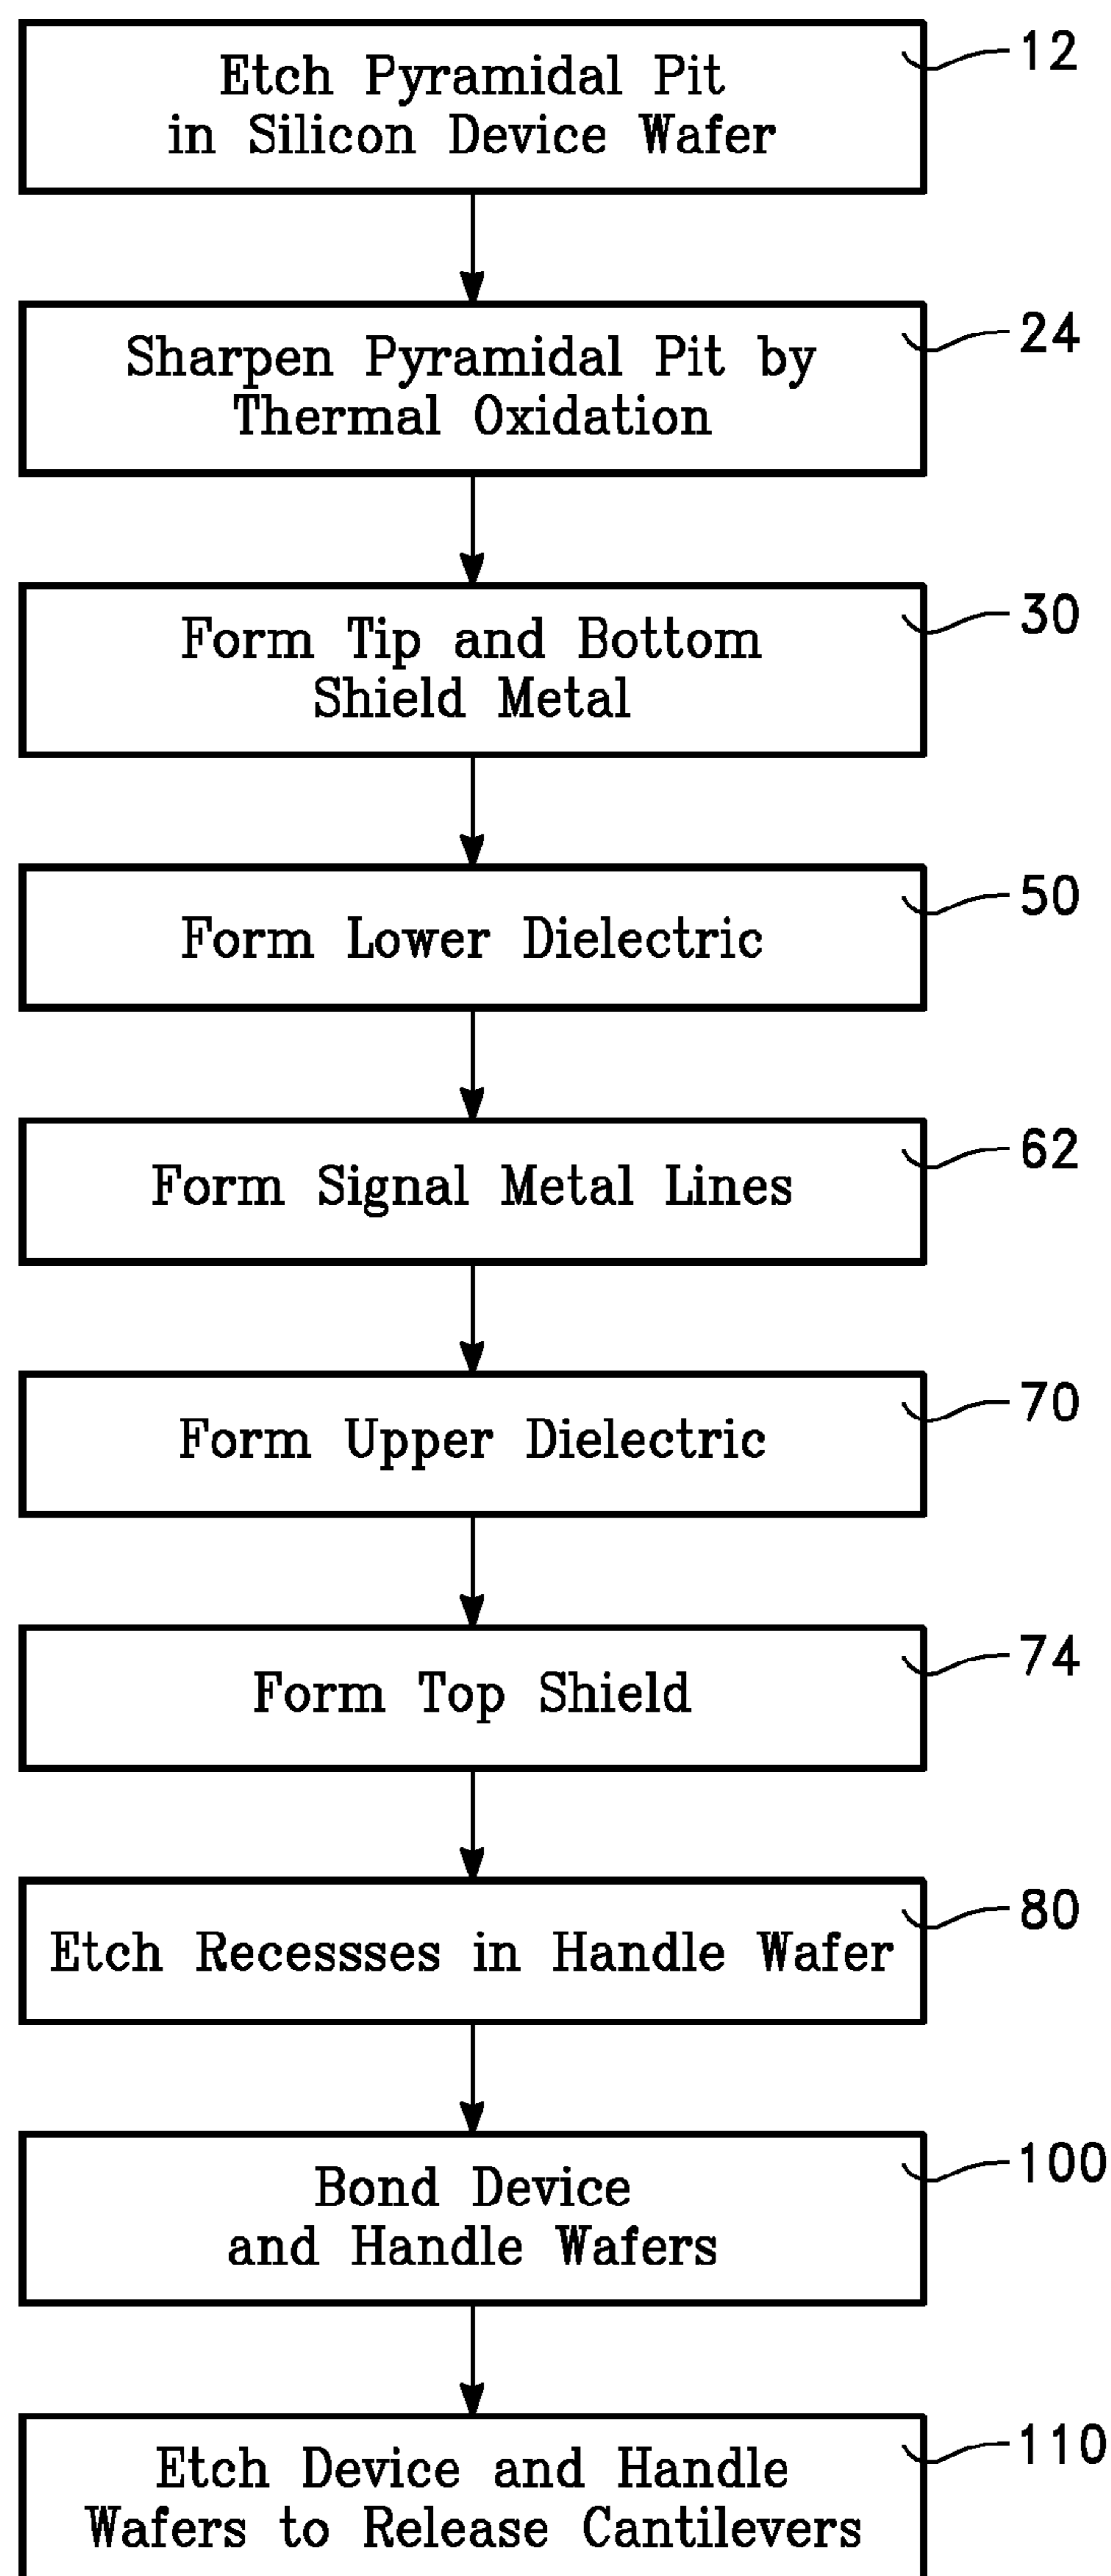 12
Etch Pyramidal Pit
in Silicon Device Wafer
24
Sharpen Pyramidal Pit by
Thermal Oxidation
30
Form Tip and Bottom
Shield Metal
50
Form Lower Dielectric
62
Form Signal Metal Lines
70
Form Upper Dielectric
74
Form Top Shield
80
Etch Recessses in Handle Wafer
100
Bond Device
and Handle Wafers
110
Etch Device and Handle
Wafers to Release Cantilevers